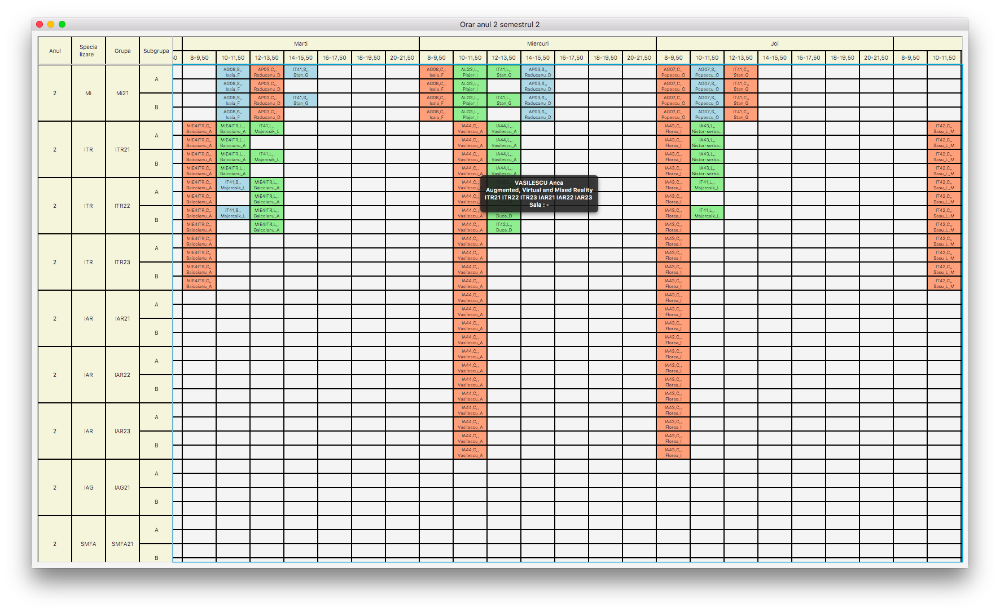 Orar anul 2 semestrul 2
Marti Miercuri Joi
Anul Specia Grupa Subgrupa
lizare
8-9,50 10-11,50 12-13,50 14-15,50 16-17,50 18-19,50 20-21,50 8-9,50 10-11,50 12-13,50 14-15,50 16-17,50 18-19,50 20-21,50 8-9,50 10-11,50 12-13,50 14-15,50 16-17,50 18-19,50 20-21,50 8-9,50 10-11,50
2 Mi Mi21
A
AG08,S,, AP03,C,, IT41,S,, AG08,C,, ALG3,L,, IT41,L,, AP03,S,, AG07,C,, AG07,S,, IT41,C,,
Isaia_F Raducanu_D Stan_G Isaia_F Plajer_I Stan_G Raducanu_D Popescu_O Popescu_O Stan_G
AG08,S,, AP03,C,, AG08,C,, ALG3,L,, AP03,S,, AG07,C,, AG07,S,, IT41,C,,
Isaia_F Raducanu_D Isaia_F Plajer_I Raducanu_D Popescu_O Popescu_O Stan_G
B
AG08,S,, AP03,C,, IT41,S,, AG08,C,, ALG3,L,, IT41,L,, AP03,S,, AG07,C,, AG07,S,, IT41,C,,
Isaia_F Raducanu_D Stan_G Isaia_F Plajer_I Stan_G Raducanu_D Popescu_O Popescu_O Stan_G
AG08,S,, AP03,C,, AG08,C,, ALG3,L,, AP03,S,, AG07,C,, AG07,S,, IT41,C,,
Isaia_F Raducanu_D Isaia_F Plajer_I Raducanu_D Popescu_O Popescu_O Stan_G
2 ITR ITR21
A
MIE4ITR,C,, MIE4ITR,L,, IT41,L,, IA44,C,, IA44,L,, IA43,C,, IA43,L,, IT42,C,,
Baicoianu_A Baicoianu_A Majercsik_L Vasilescu_A Vasilescu_A Florea_I Nistor-serba... Sasu_L_M
MIE4ITR,C,, MIE4ITR,L,, IA44,C,, IA44,L,, IA43,C,, IA43,L,, IT42,C,,
Baicoianu_A Baicoianu_A Vasilescu_A Vasilescu_A Florea_I Nistor-serba... Sasu_L_M
B
MIE4ITR,C,, MIE4ITR,L,, IT41,L,, IA44,C,, IA44,L,, IA43,C,, IA43,L,, IT42,C,,
Baicoianu_A Baicoianu_A Majercsik_L Vasilescu_A Vasilescu_A Florea_I Nistor-serba... Sasu_L_M
MIE4ITR,C,, MIE4ITR,L,, IA44,C,, IA44,L,, IA43,C,, IA43,L,, IT42,C,,
Baicoianu_A Baicoianu_A Vasilescu_A Vasilescu_A Florea_I Nistor-serba... Sasu_L_M
2 ITR ITR22
A
MIE4ITR,C,, IT41,S,, MIE4ITR,L,, IA44,C,, IA43,C,, IT41,L,, IT42,C,,
Baicoianu_A Majercsik_L Baicoianu_A Vasilescu_A Florea_I Majercsik_L Sasu_L_M
MIE4ITR,C,, MIE4ITR,L,, IA44,C,, IA43,C,, IT42,C,,
Baicoianu_A Baicoianu_A Vasilescu_A Florea_I Sasu_L_M
VASILESCU Anca
Augmented, Virtual and Mixed Reality
ITR21 ITR22 ITR23 IAR21 IAR22 IAR23
Sala : -
B
MIE4ITR,C,, IT41,S,, MIE4ITR,L,, IA44,C,, IA43,C,, IT41,L,, IT42,C,,
Baicoianu_A Majercsik_L Baicoianu_A Vasilescu_A Duca_D Florea_I Majercsik_L Sasu_L_M
MIE4ITR,C,, MIE4ITR,L,, IA44,C,, IT42,L,, IA43,C,, IT42,C,,
Baicoianu_A Baicoianu_A Vasilescu_A Duca_D Florea_I Sasu_L_M
2 ITR ITR23
A
MIE4ITR,C,, IA44,C,, IA43,C,, IT42,C,,
Baicoianu_A Vasilescu_A Florea_I Sasu_L_M
MIE4ITR,C,, IA44,C,, IA43,C,, IT42,C,,
Baicoianu_A Vasilescu_A Florea_I Sasu_L_M
B
MIE4ITR,C,, IA44,C,, IA43,C,, IT42,C,,
Baicoianu_A Vasilescu_A Florea_I Sasu_L_M
MIE4ITR,C,, IA44,C,, IA43,C,, IT42,C,,
Baicoianu_A Vasilescu_A Florea_I Sasu_L_M
2 IAR IAR21
A
IA44,C,, IA43,C,,
Vasilescu_A Florea_I
IA44,C,, IA43,C,,
Vasilescu_A Florea_I
B
IA44,C,, IA43,C,,
Vasilescu_A Florea_I
IA44,C,, IA43,C,,
Vasilescu_A Florea_I
2 IAR IAR22
A
IA44,C,, IA43,C,,
Vasilescu_A Florea_I
IA44,C,, IA43,C,,
Vasilescu_A Florea_I
B
IA44,C,, IA43,C,,
Vasilescu_A Florea_I
IA44,C,, IA43,C,,
Vasilescu_A Florea_I
2 IAR IAR23
A
IA44,C,, IA43,C,,
Vasilescu_A Florea_I
IA44,C,, IA43,C,,
Vasilescu_A Florea_I
B
IA44,C,, IA43,C,,
Vasilescu_A Florea_I
IA44,C,, IA43,C,,
Vasilescu_A Florea_I
2 IAG IAG21
A
B
2 SMFA SMFA21
A
B